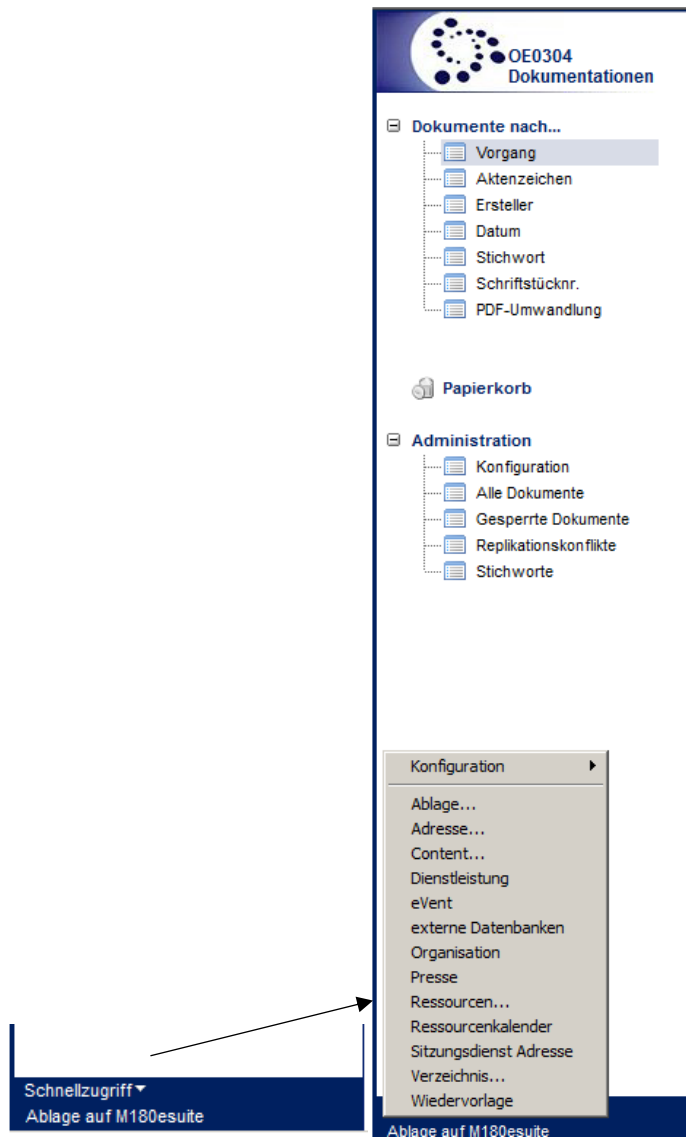 OE0304
Dokumentationen
Dokumente nach...
Vorgang
Aktenzeichen
Ersteller
Datum
Stichwort
Schriftstücknr.
PDF-Umwandlung
Papierkorb
Administration
Konfiguration
Alle Dokumente
Gesperrte Dokumente
Replikationskonflikte
Stichworte
Konfiguration
Ablage...
Adresse...
Content...
Dienstleistung
eVent
externe Datenbanken
Organisation
Presse
Ressourcen...
Ressourcenkalender
Sitzungsdienst Adresse
Verzeichnis...
Wiedervorlage
Ablage auf M180esuite
Schnellzugriff
Ablage auf M180esuite